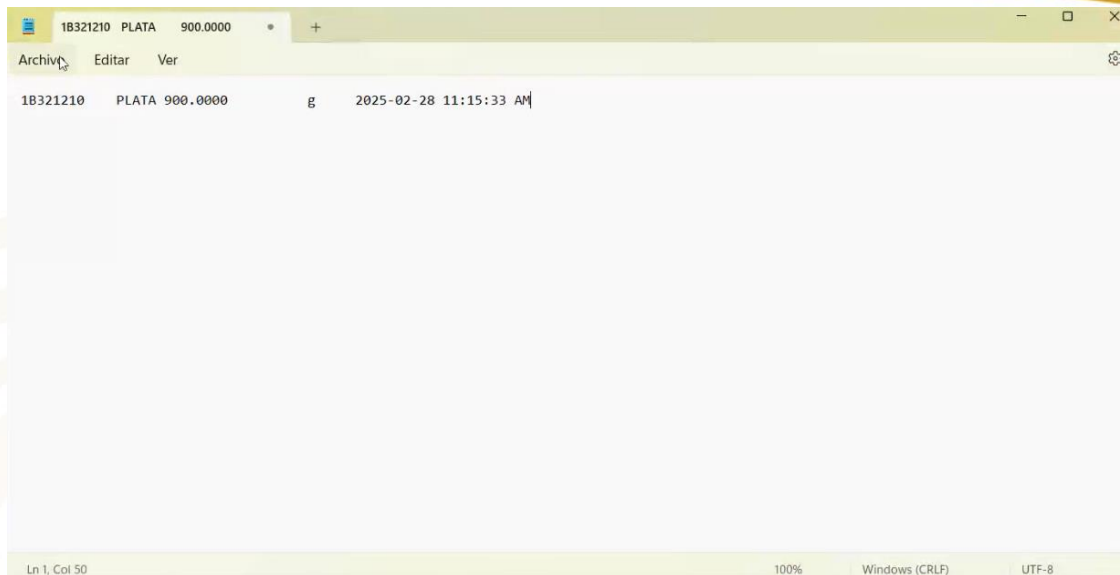 1B321210 PLATA 900.0000
Archivo Editar Ver
1B321210 PLATA 900.0000 g 2025-02-28 11:15:33 AM
Ln 1, Col 50 100% Windows (CRLF) UTF-8